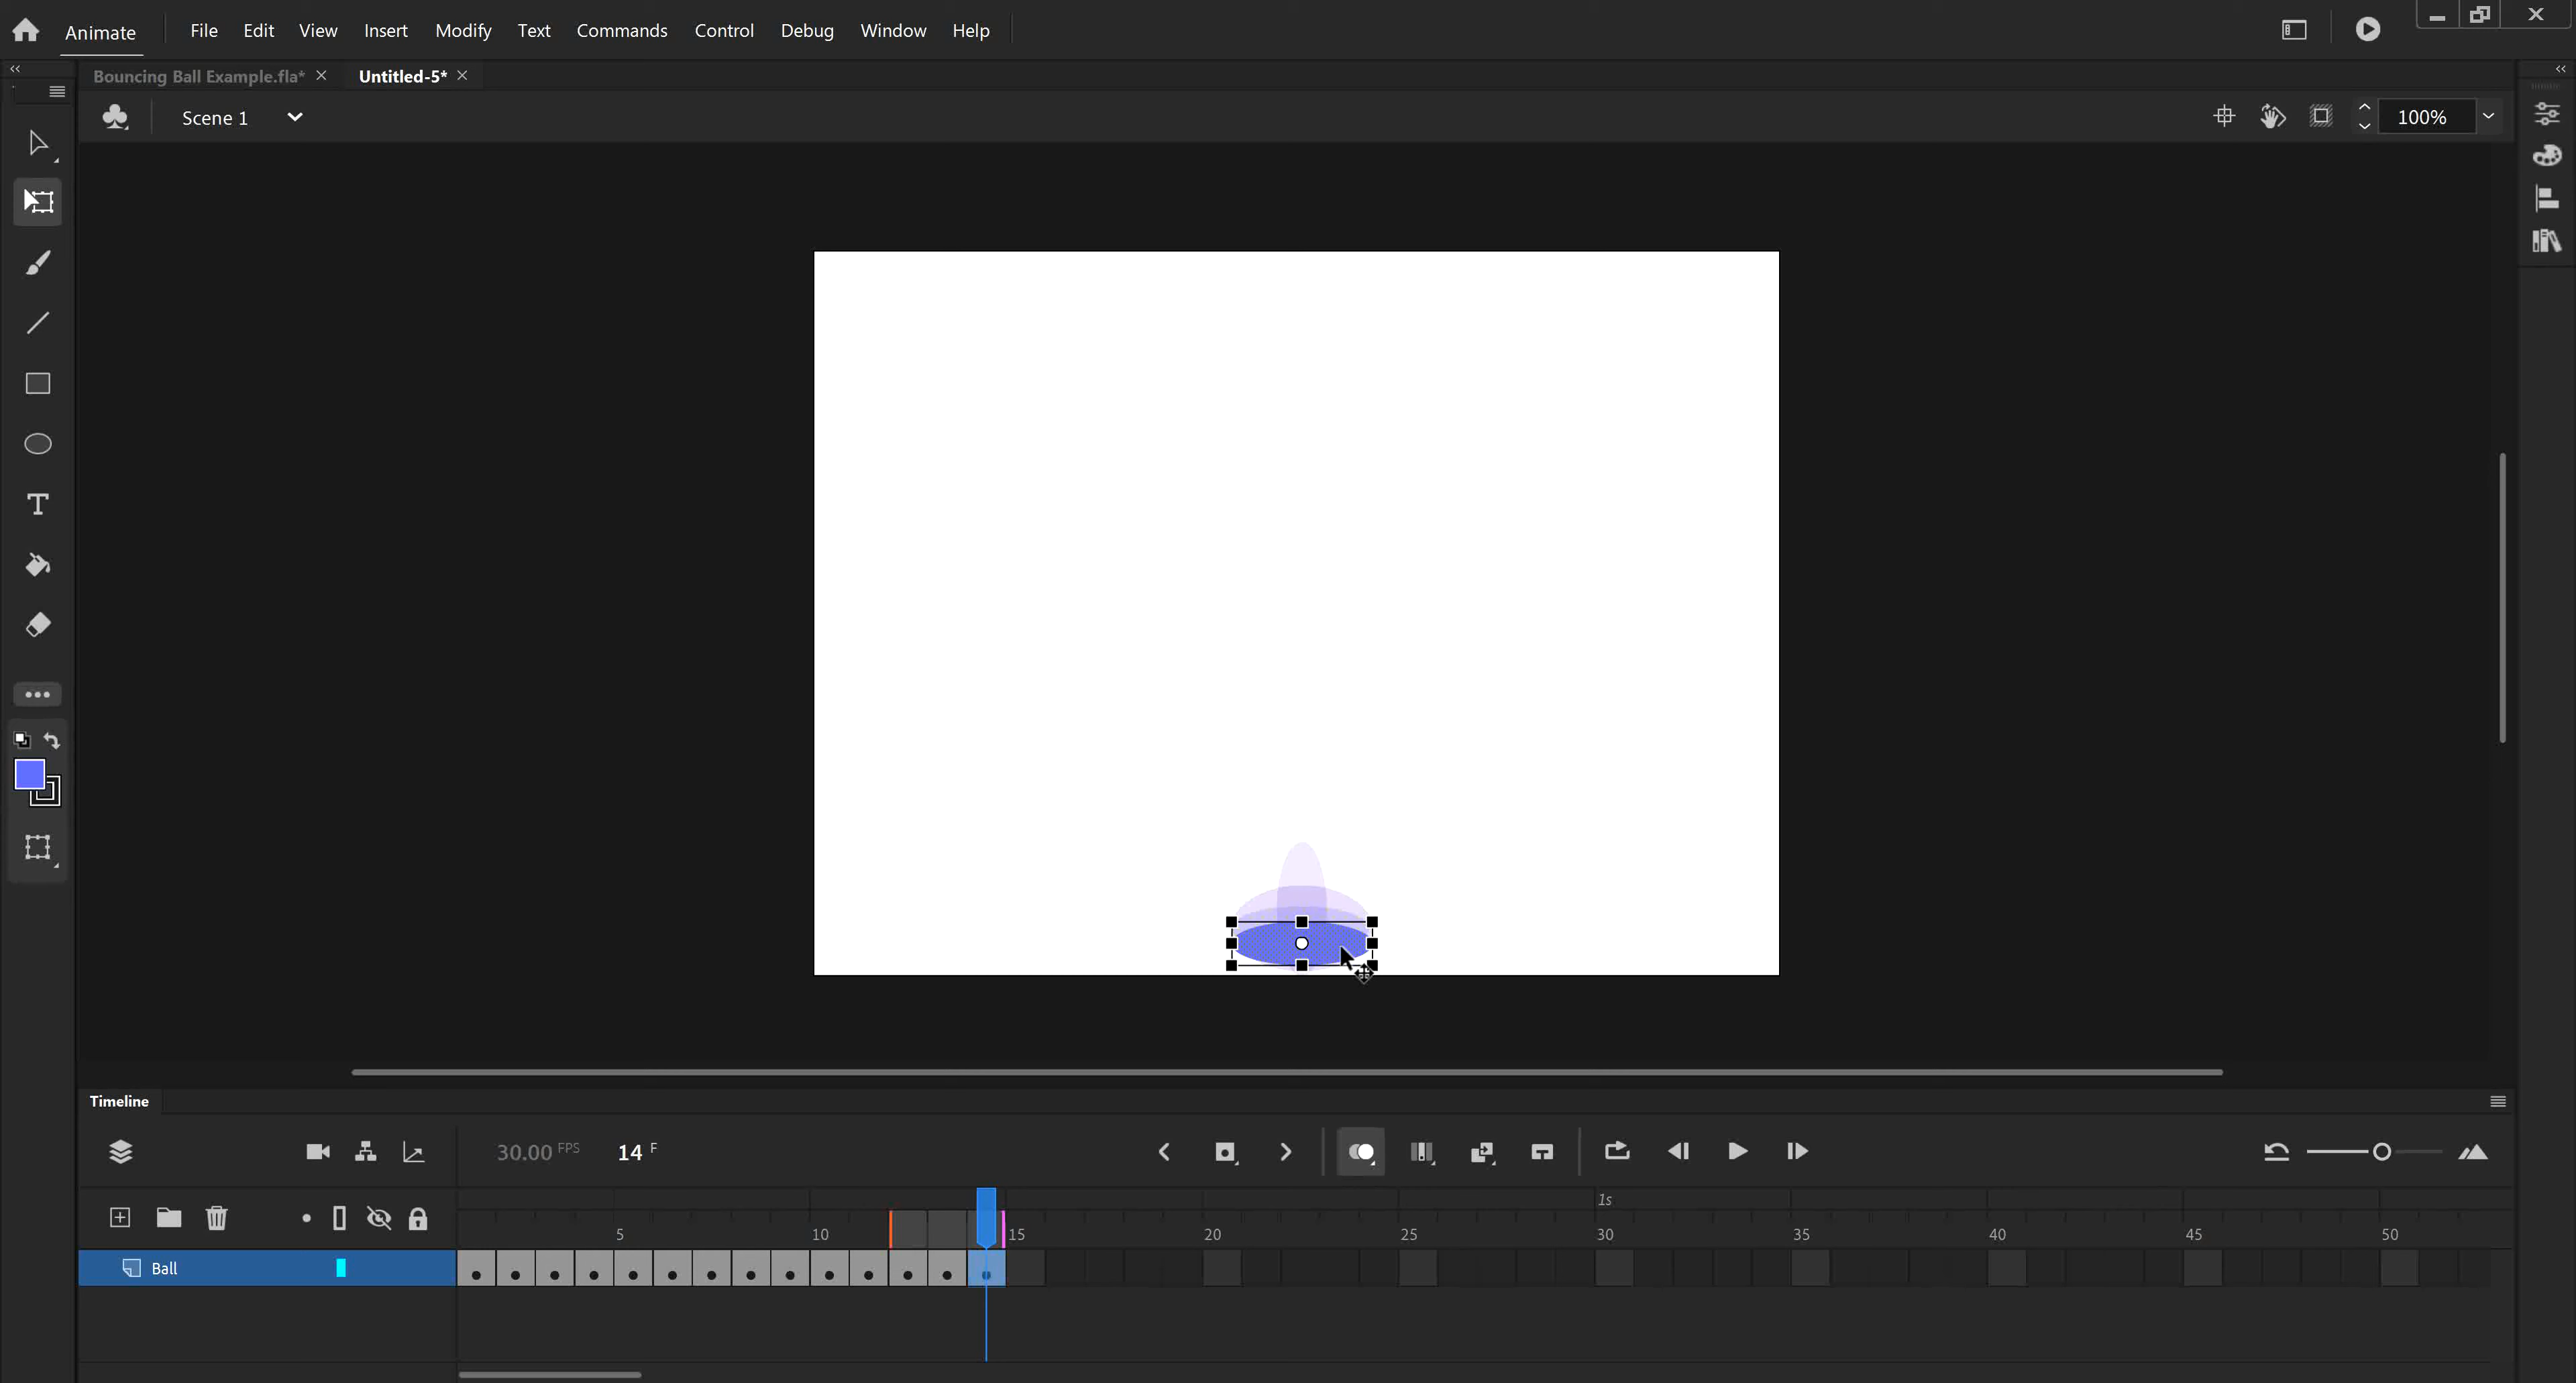 Animate File Edit View Insert Modify Text Commands Control Debug Window Help
Bouncing Ball Example.fla* Untitled-5*
Scene 1 100%
T
Timeline
30.00 FPS 14 F
1s
5 10 15 20 25 30 35 40 45 50
Ball